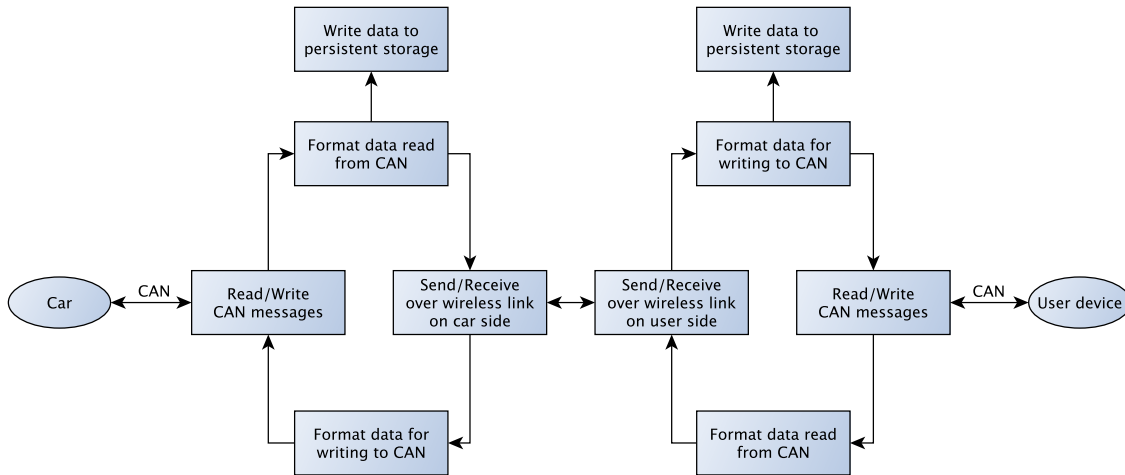 Write data to
persistent storage
Write data to
persistent storage
Format data read
from CAN
Format data for
writing to CAN
Car
CAN
Read/Write
CAN messages
Send/Receive
over wireless link
on car side
Send/Receive
over wireless link
on user side
Read/Write
CAN messages
CAN
User device
Format data for
writing to CAN
Format data read
from CAN